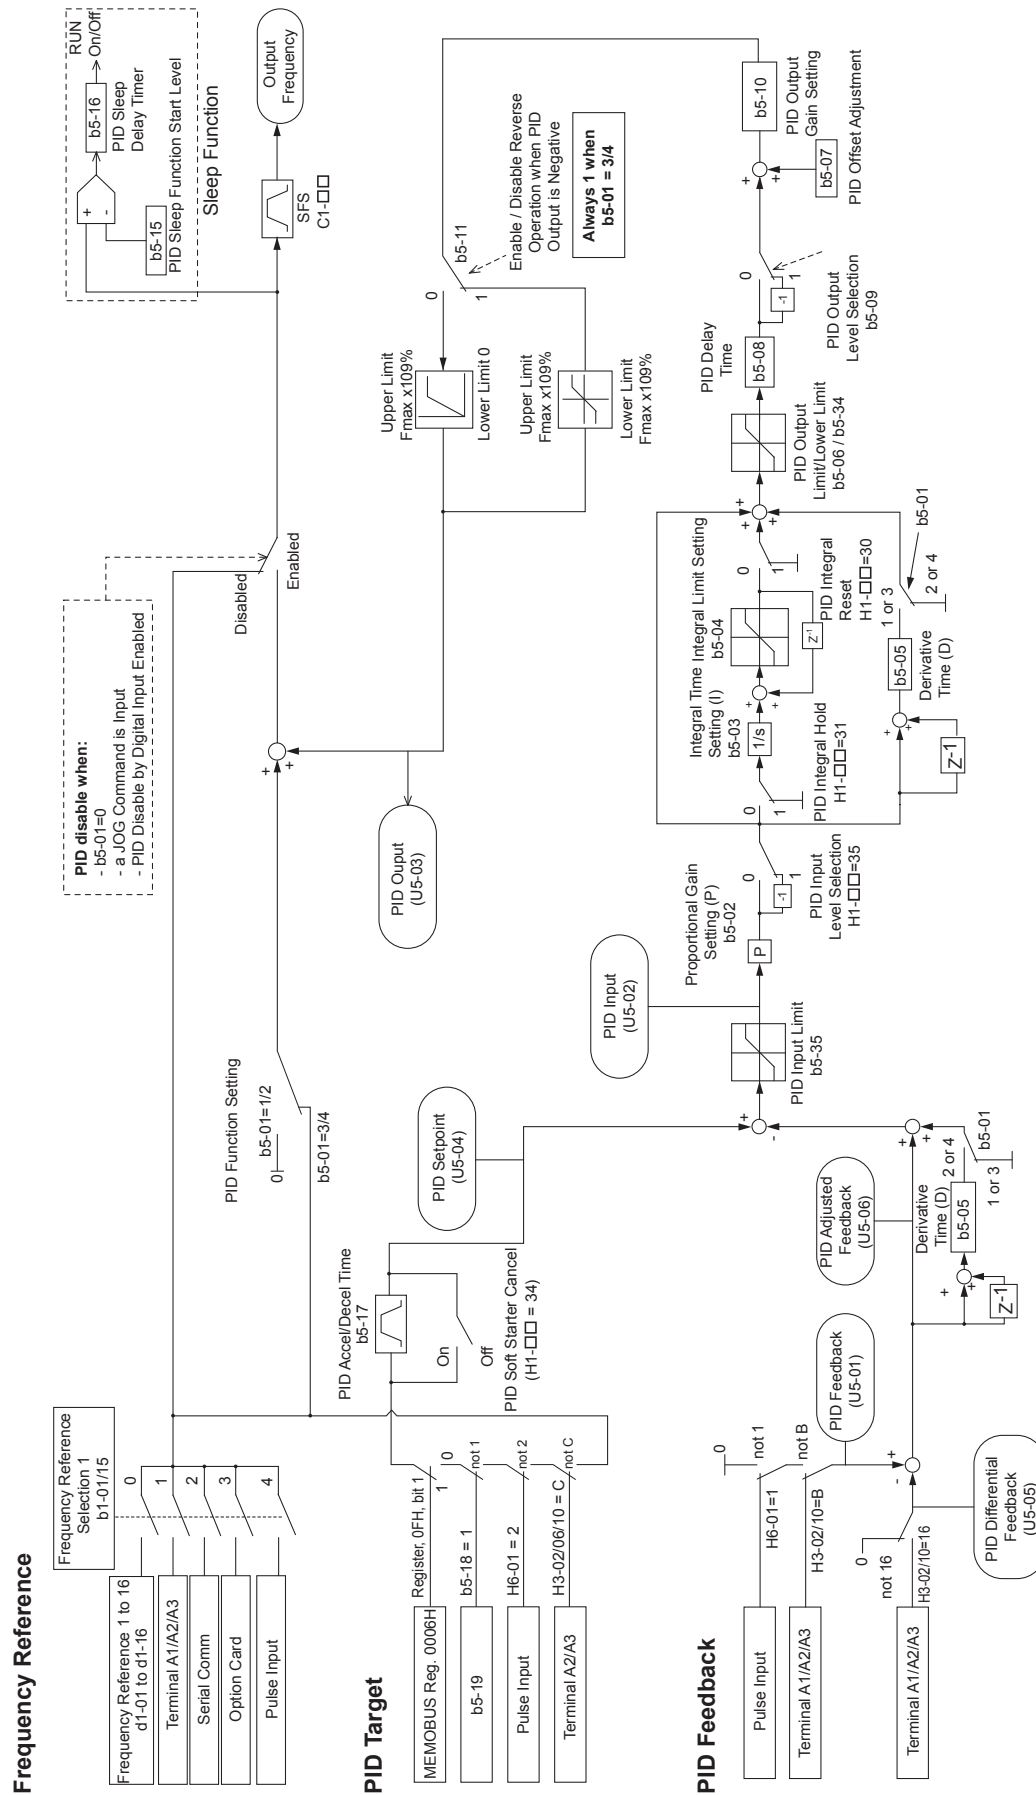 Frequency Reference
Frequency Reference
Selection 1
b1-01/15
Frequency Reference 1 to 16
d1-01 to d1-16
0
Terminal A1/A2/A3
1
Serial Comm
2
Option Card
3
Pulse Input
4
PID Function Setting
0
b5-01=1/2
b5-01=3/4
PID disable when:
- b5-01=0
- a JOG Command is Input
- PID Disable by Digital Input Enabled
Disabled
Enabled
+
+
RUN
On/Off
b5-16
PID Sleep
Delay Timer
+
-
b5-15
PID Sleep Function Start Level
Sleep Function
SFS
C1-□□
Output
Frequency
PID Target
MEMOBUS Reg. 0006H
Register, 0FH, bit 1
1
0
b5-19
b5-18 = 1
not 1
Pulse Input
H6-01 = 2
not 2
Terminal A2/A3
H3-02/06/10 = C
not C
PID Accel/Decel Time
b5-17
On
Off
PID Soft Starter Cancel
(H1-□□ = 34)
PID Setpoint
(U5-04)
PID Ouput
(U5-03)
Upper Limit
Fmax x109%
Lower Limit 0
Upper Limit
Fmax x109%
Lower Limit
Fmax x109%
0
1
b5-11
Enable / Disable Reverse
Operation when PID
Output is Negative
Always 1 when
b5-01 = 3/4
PID Input
(U5-02)
PID Feedback
Pulse Input
H6-01=1
0
not 1
Terminal A1/A2/A3
H3-02/10=B
not B
PID Feedback
(U5-01)
Terminal A1/A2/A3
H3-02/10=16
0
not 16
-
+
PID Differential
Feedback
(U5-05)
PID Adjusted
Feedback
(U5-06)
Z-1
+
+
Derivative
Time (D)
b5-05
2 or 4
1 or 3
b5-01
+
+
+
-
PID Input Limit
b5-35
Proportional Gain
Setting (P)
b5-02
P
-1
0
1
PID Input
Level Selection
H1-□□=35
0
1
PID Integral Hold
H1-□□=31
Integral Time
Setting (I)
b5-03
1/s
+
+
Integral Limit Setting
b5-04
Z-1
0
1
PID Integral
Reset
H1-□□=30
Z-1
+
+
b5-05
Derivative
Time (D)
1 or 3
2 or 4
b5-01
+
+
+
PID Output
Limit/Lower Limit
b5-06 / b5-34
PID Delay
Time
b5-08
-1
0
1
PID Output
Level Selection
b5-09
+
+
b5-07
PID Offset Adjustment
b5-10
PID Output
Gain Setting